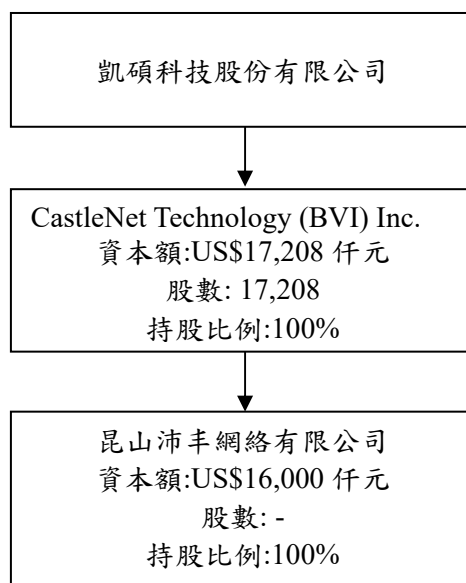 凱碩科技股份有限公司
CastleNet Technology (BVI) Inc.
資本額:US$17,208 仟元
股數: 17,208
持股比例:100%
昆山沛丰網絡有限公司
資本額:US$16,000 仟元
股數: -
持股比例:100%